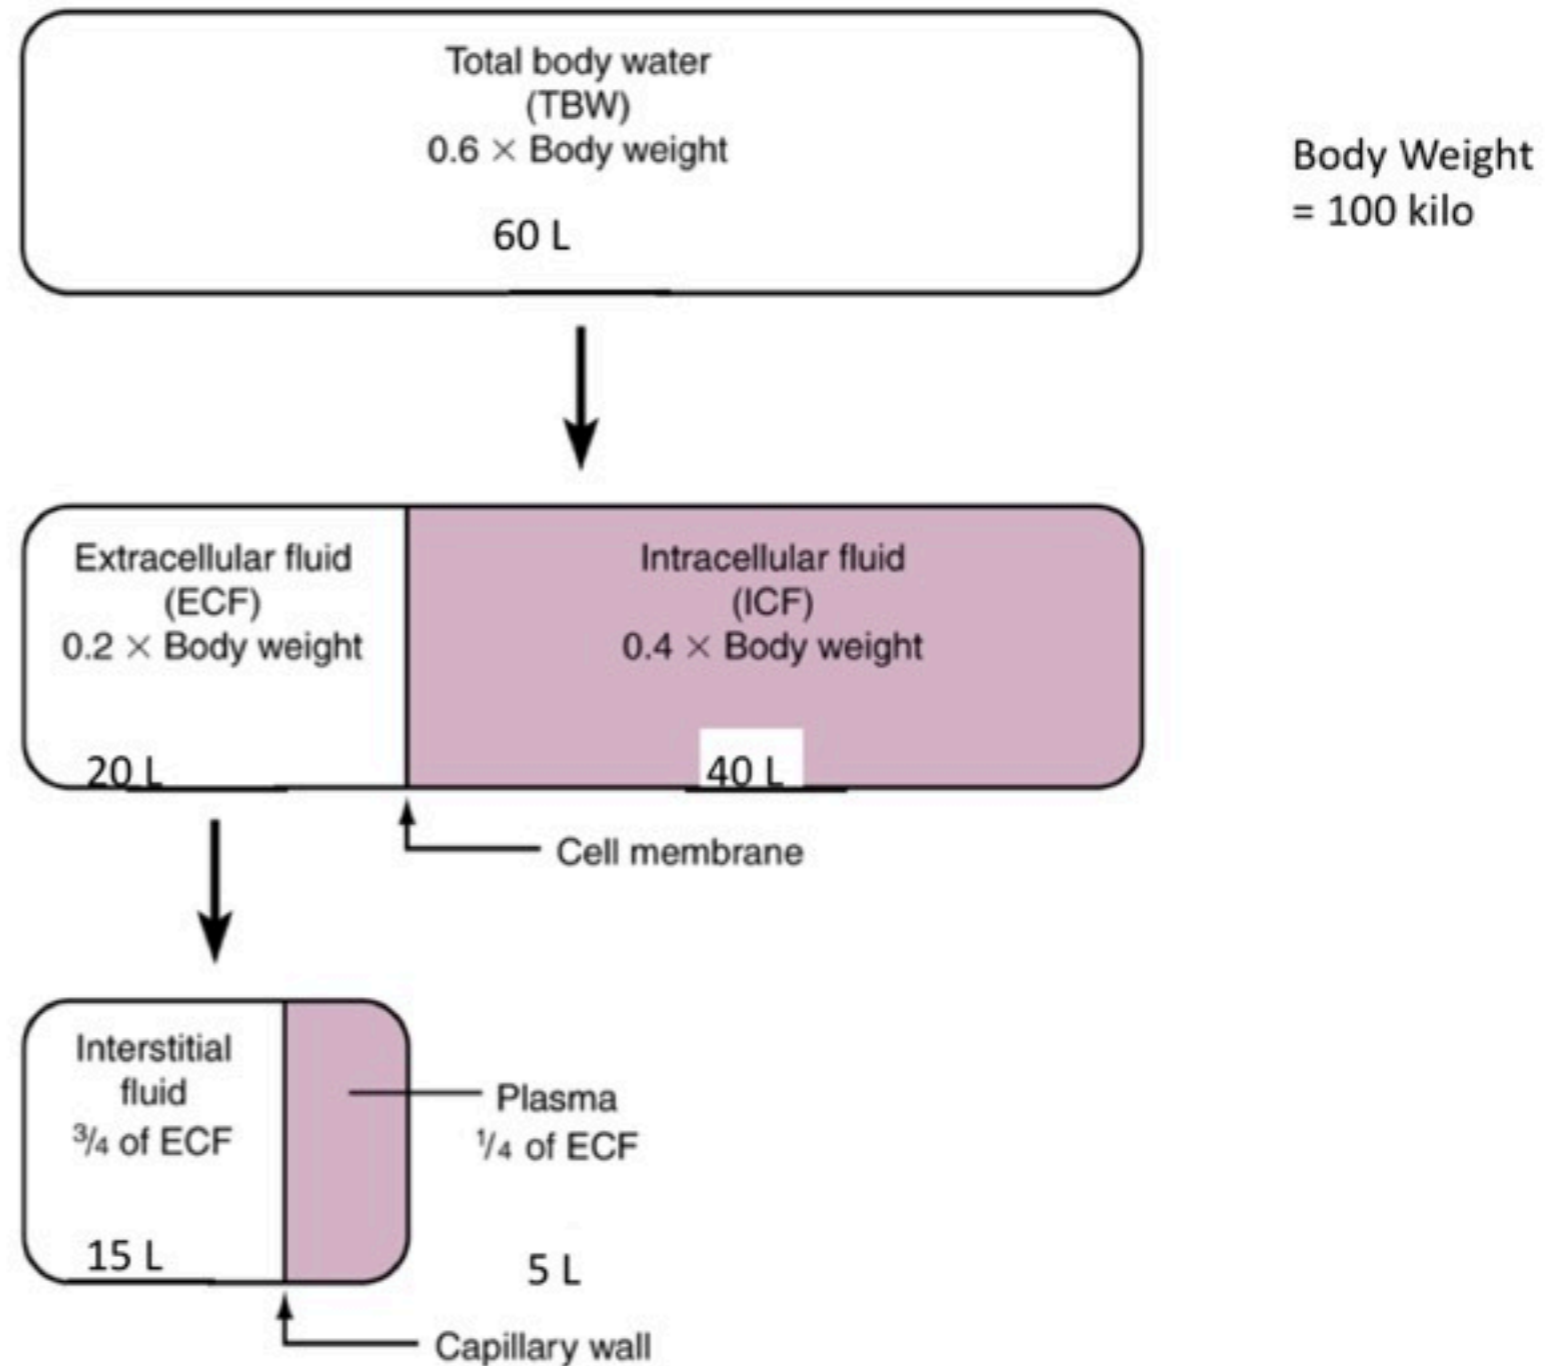 Total body water
(TBW)
0.6 × Body weight
60 L
Body Weight
= 100 kilo
Extracellular fluid
(ECF)
0.2 × Body weight
20 L
Intracellular fluid
(ICF)
0.4 × Body weight
40 L
Cell membrane
Interstitial
fluid
3/4 of ECF
15 L
Plasma
1/4 of ECF
5 L
Capillary wall